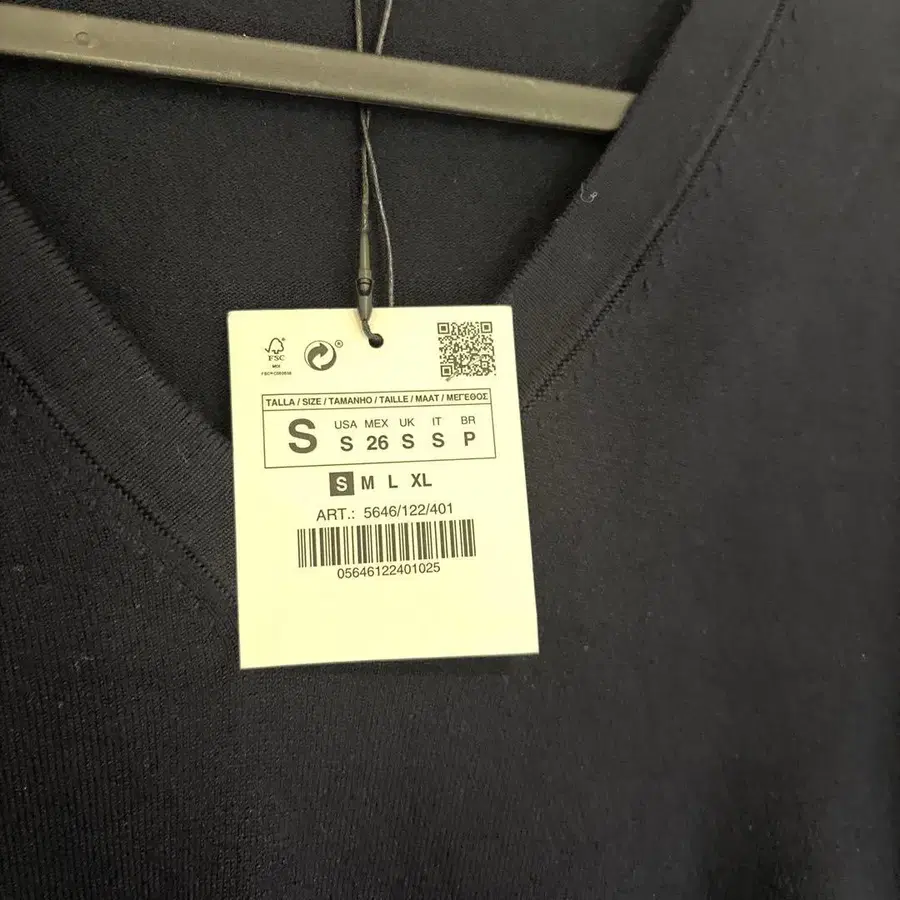 FSC
MIX
TALLA / SIZE / TAMANHO / TAILLE / MAAT / ΜΕΓΕΘΟΣ
S
USA MEX UK IT BR
S 26 S S P
S M L XL
ART.: 5646/122/401
05646122401025